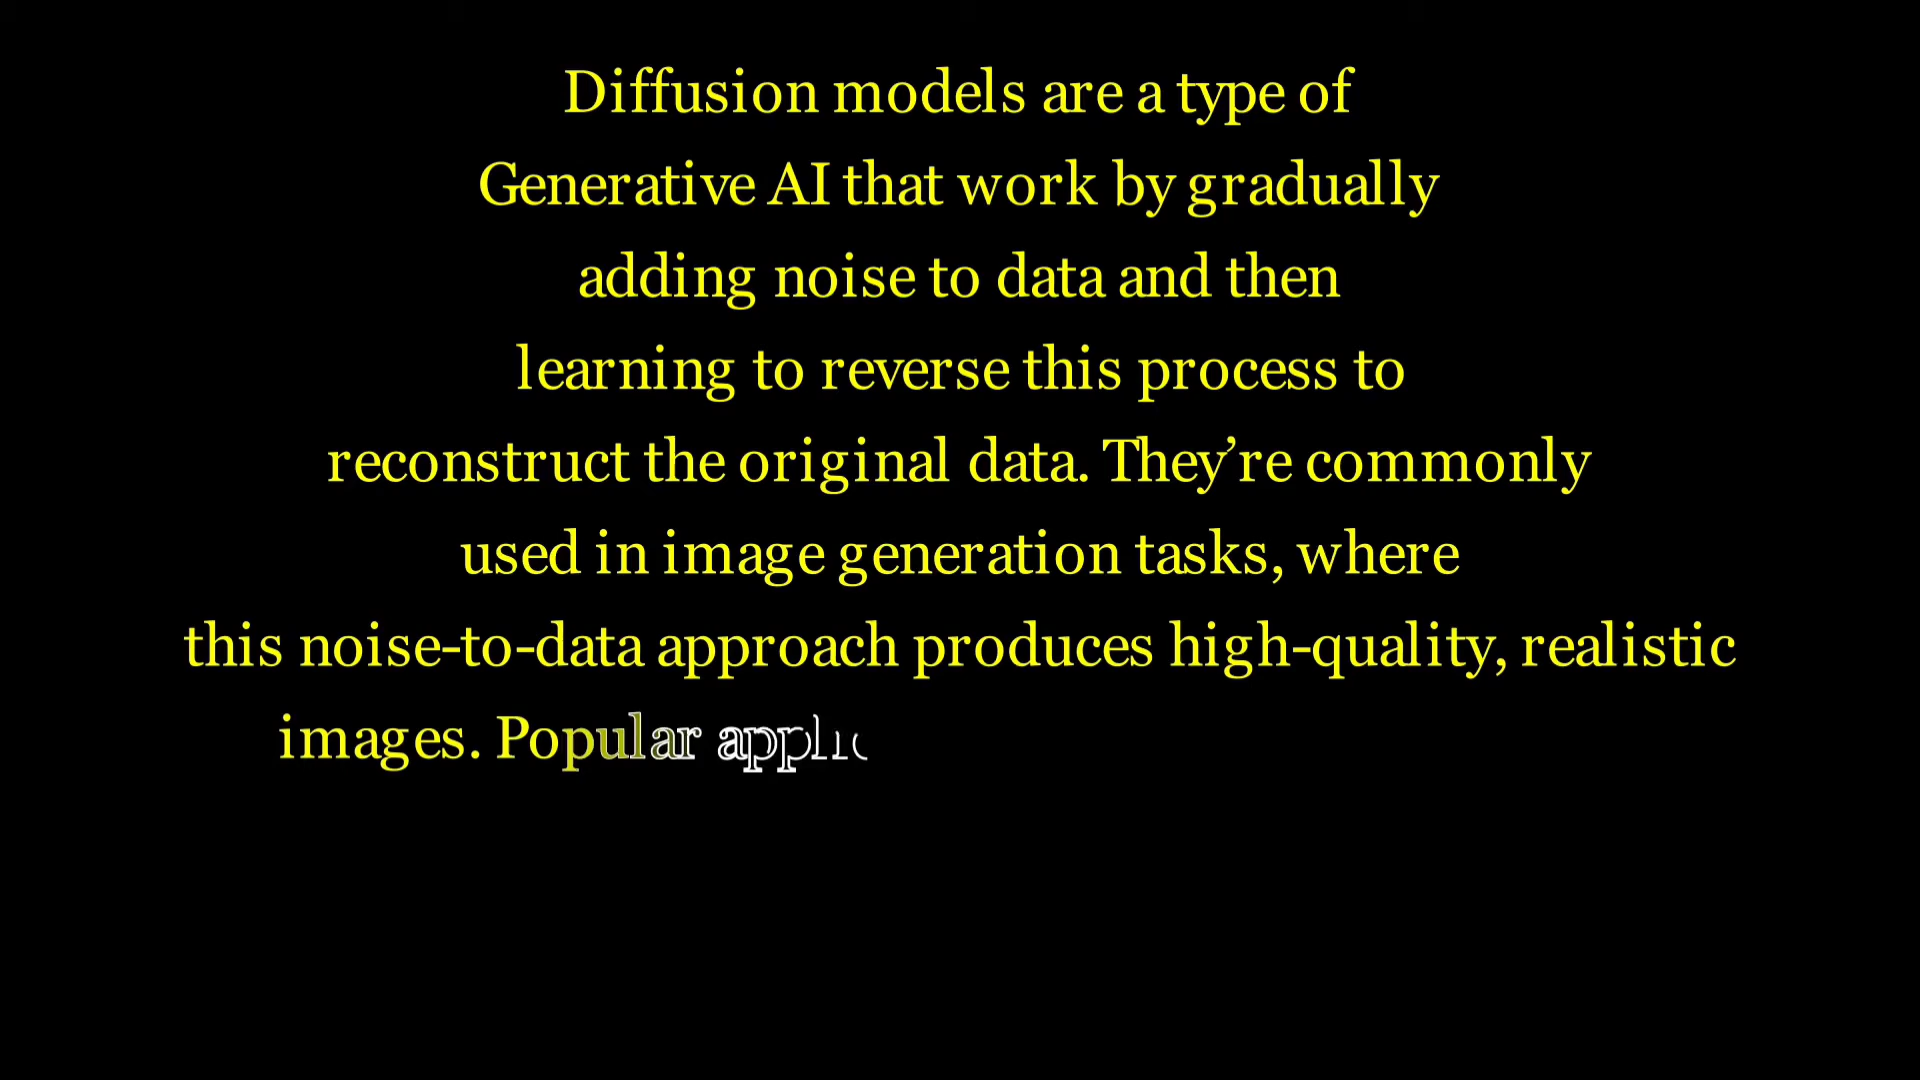 Diffusion models are a type of
Generative AI that work by gradually
adding noise to data and then
learning to reverse this process to
reconstruct the original data. They’re commonly
used in image generation tasks, where
this noise-to-data approach produces high-quality, realistic
images. Popular